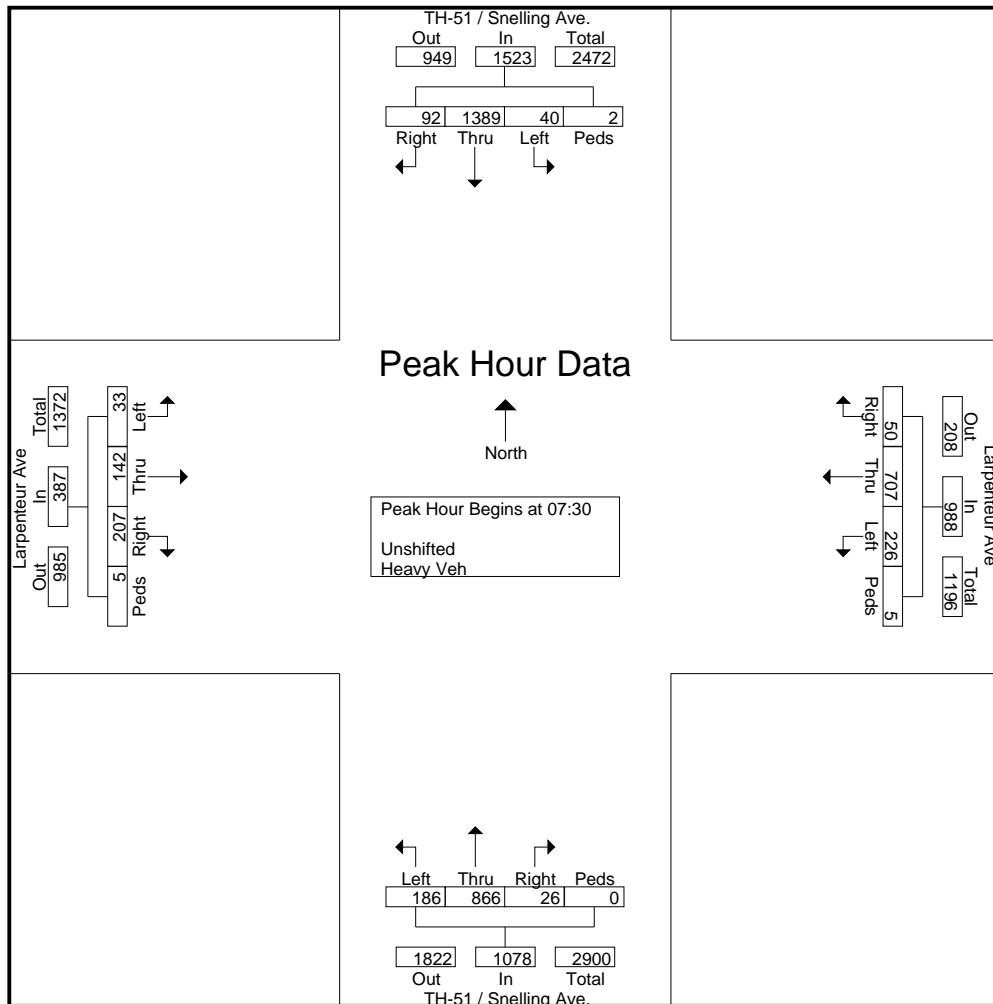 TH-51 / Snelling Ave.
Out In Total
949 1523 2472
92 1389 40 2
Right Thru Left Peds
Peak Hour Data
North
Peak Hour Begins at 07:30
Unshifted
Heavy Veh
Larpenteur Ave
Out In Total
985 387 1372
33 142 207 5
Left Thru Right Peds
Larpenteur Ave
Out In Total
208 988 1196
Right Thru Left Peds
50 707 226 5
Left Thru Right Peds
186 866 26 0
1822 1078 2900
Out In Total
TH-51 / Snelling Ave.